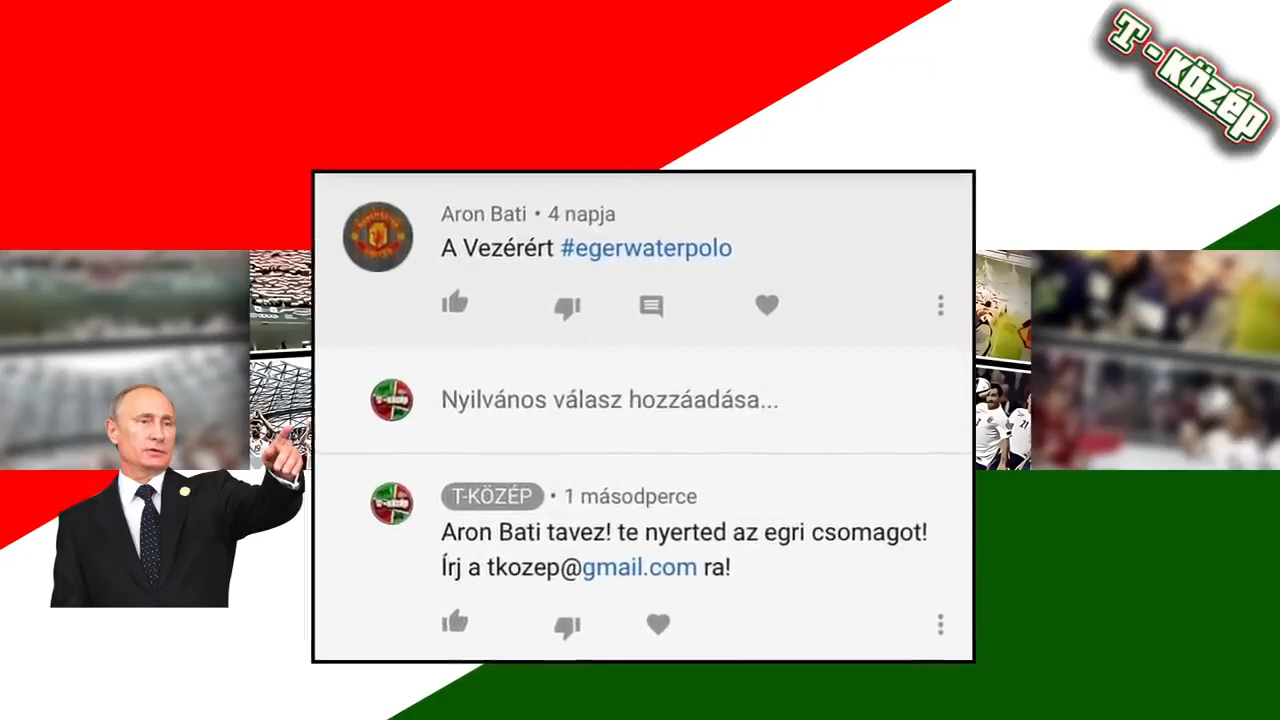 T - közép
Aron Bati • 4 napja
A Vezérért #egerwaterpolo
Nyilvános válasz hozzáadása...
T-KÖZÉP • 1 másodperce
Aron Bati tavez! te nyerted az egri csomagot!
Írj a tkozep@gmail.com ra!